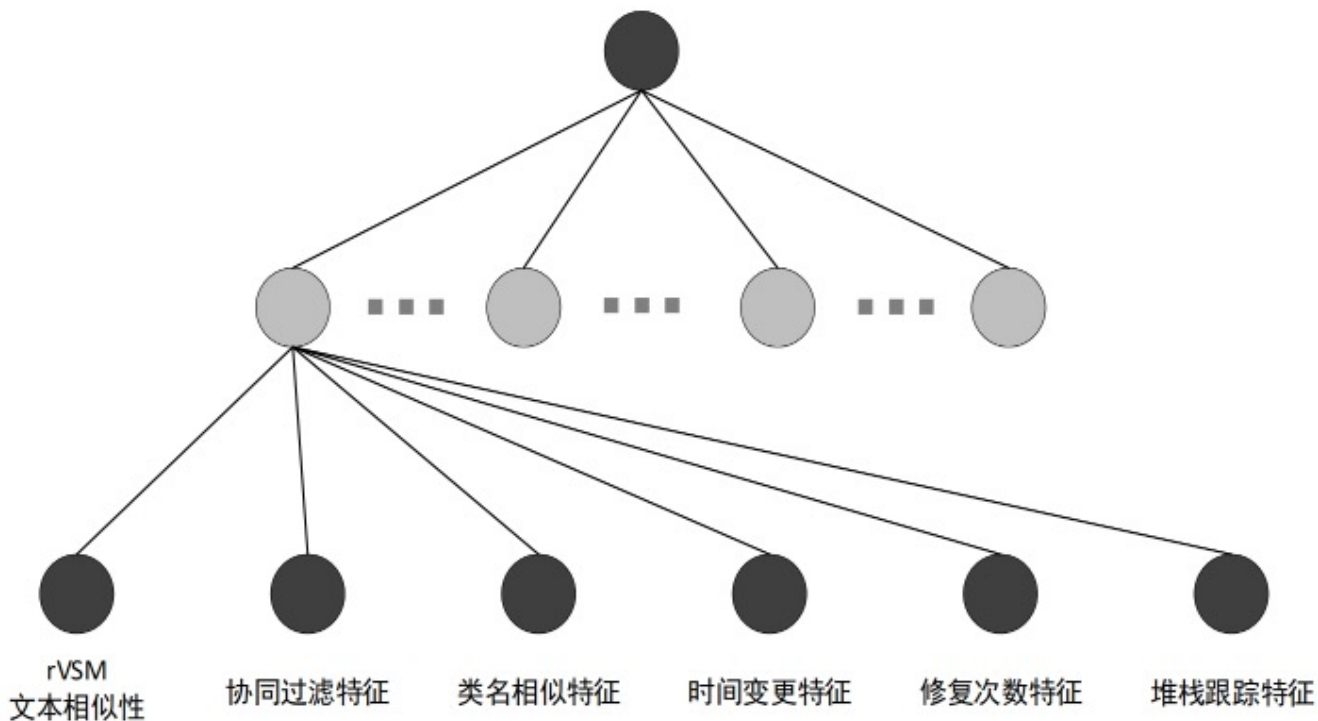 rVSM
文本相似性
协同过滤特征
类名相似特征
时间变更特征
修复次数特征
堆栈跟踪特征